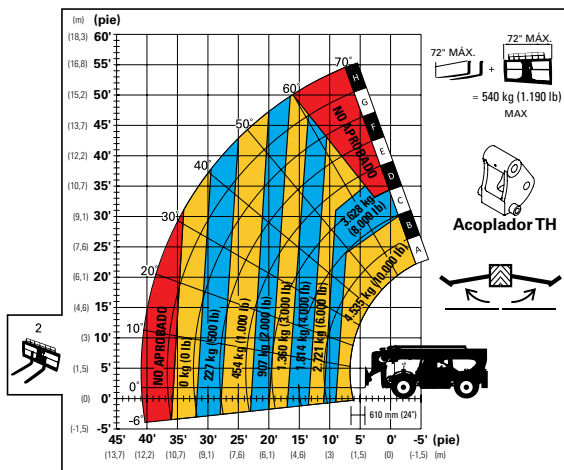 (m) (pie)
(18,3) 60'
(16,8) 55'
(15,2) 50'
(13,7) 45'
(12,2) 40'
(10,7) 35'
(9,1) 30'
(7,6) 25'
(6,1) 20'
(4,6) 15'
(3) 10'
(1,5) 5'
(0) 0'
(-1,5) -5'
70°
60°
50°
40°
30°
20°
10°
0°
-6°
H
G
F
E
D
C
B
A
NO APROBADO
NO APROBADO
0 kg (0 lb)
227 kg (500 lb)
454 kg (1.000 lb)
907 kg (2.000 lb)
1.360 kg (3.000 lb)
1.814 kg (4.000 lb)
2.721 kg (6.000 lb)
3.628 kg
(8.000 lb)
4.535 kg (10.000 lb)
610 mm (24")
45' 40' 35' 30' 25' 20' 15' 10' 5' 0' -5' (pie)
(13,7) (12,2) (10,7) (9,1) (7,6) (6,1) (4,6) (3) (1,5) (0) (-1,5) (m)
72" MÁX.
72" MÁX.
+
= 540 kg (1.190 lb)
MAX
Acoplador TH
2